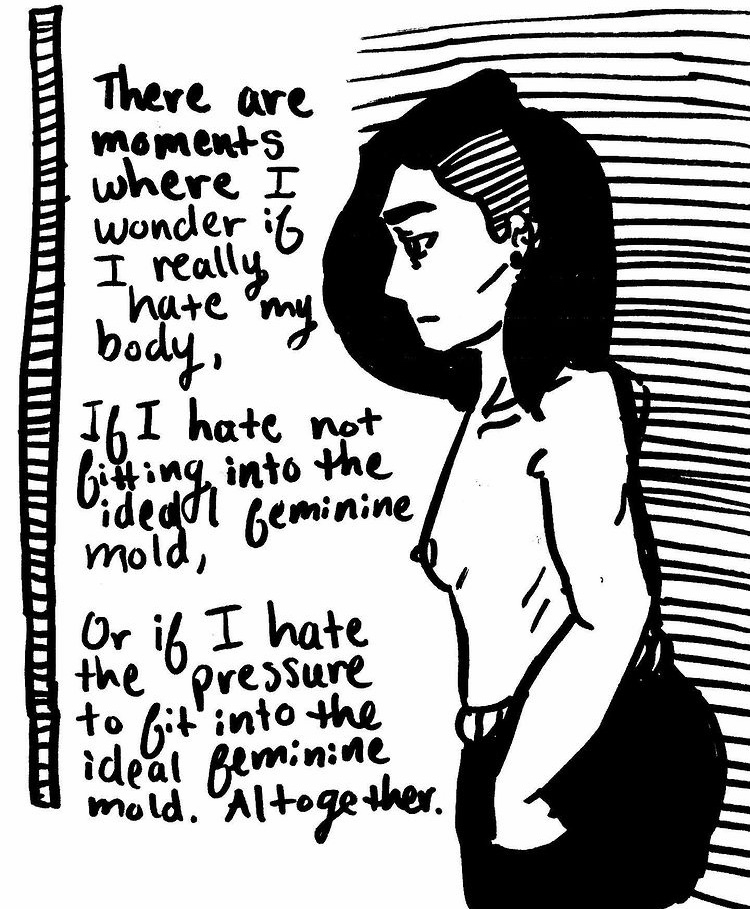 There are
moments
where I
wonder if
I really
hate my
body,
If I hate not
fitting into the
ideal feminine
mold,
Or if I hate
the pressure
to fit into the
ideal feminine
mold. Altogether.